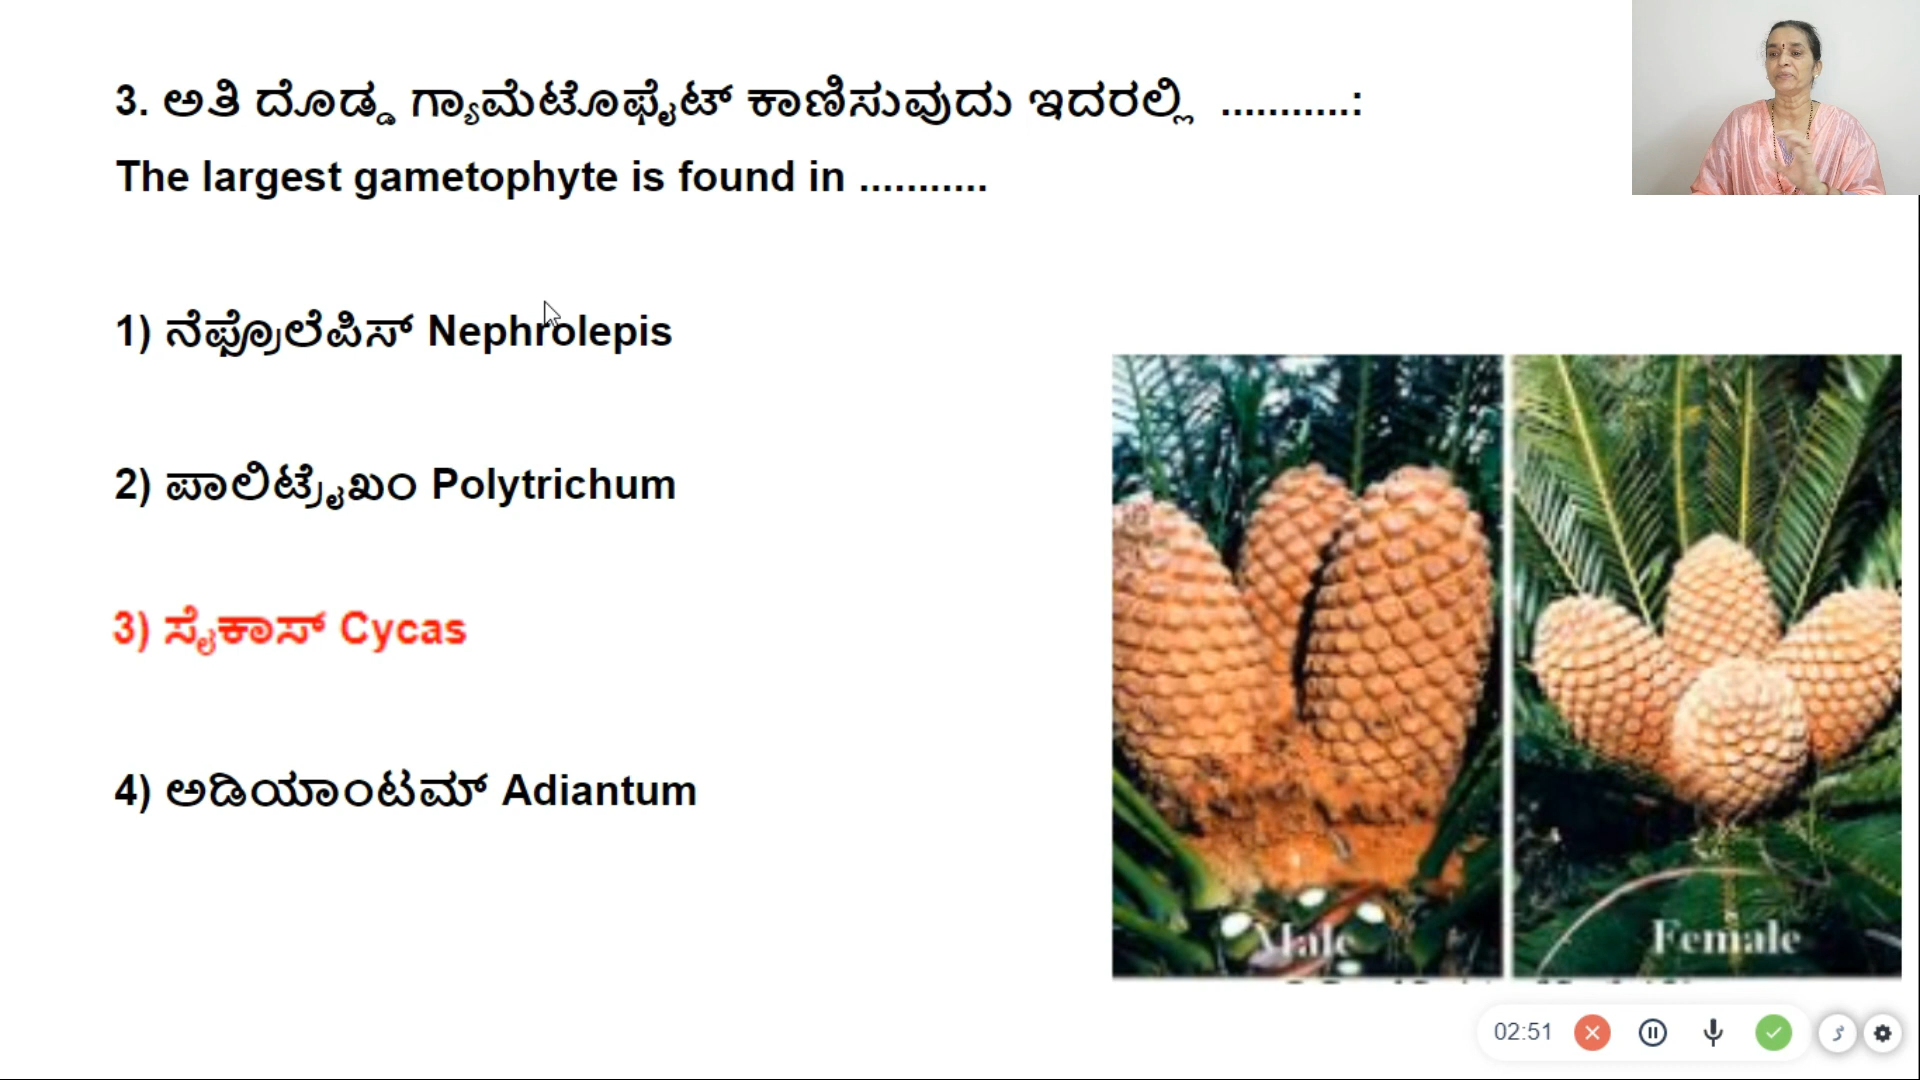 3. ಅತಿ ದೊಡ್ಡ ಗ್ಯಾಮೆಟೊಫೈಟ್ ಕಾಣಿಸುವುದು ಇದರಲ್ಲಿ ...........:
The largest gametophyte is found in ...........
1) ನೆಫ್ರೊಲೆಪಿಸ್ Nephrolepis
2) ಪಾಲಿಟ್ರೈಖಂ Polytrichum
3) ಸೈಕಾಸ್ Cycas
4) ಅಡಿಯಾಂಟಮ್ Adiantum
Male
Female
02:51